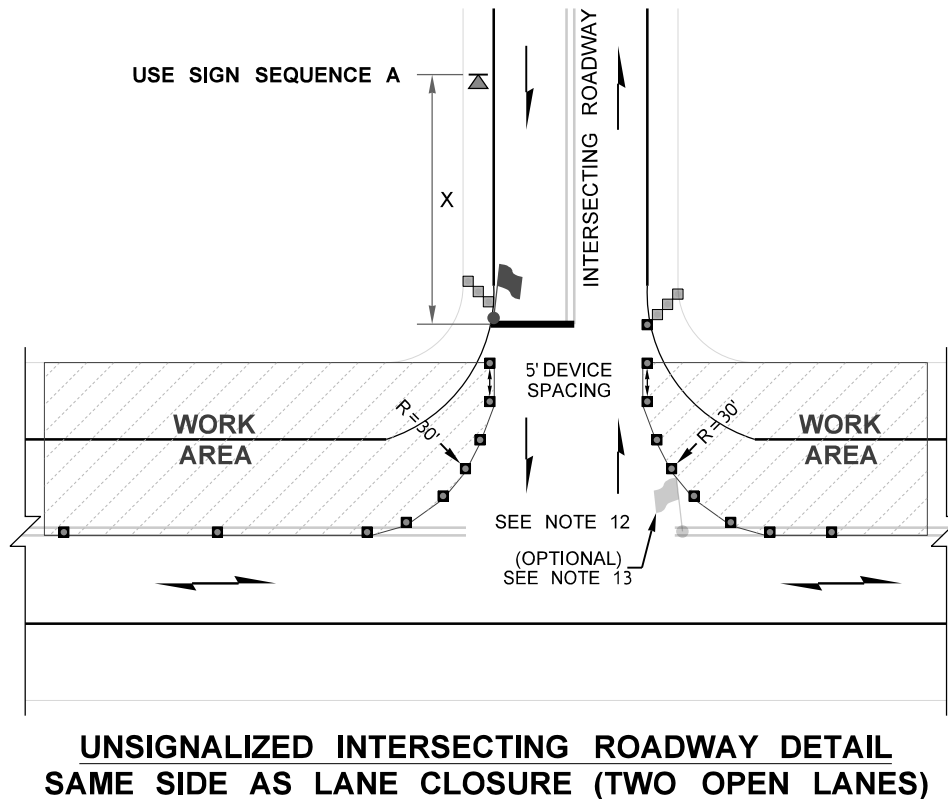 USE SIGN SEQUENCE A
INTERSECTING ROADWAY
X
5' DEVICE
SPACING
R = 30'
R = 30'
WORK
AREA
WORK
AREA
SEE NOTE 12
(OPTIONAL)
SEE NOTE 13
UNSIGNALIZED INTERSECTING ROADWAY DETAIL
SAME SIDE AS LANE CLOSURE (TWO OPEN LANES)